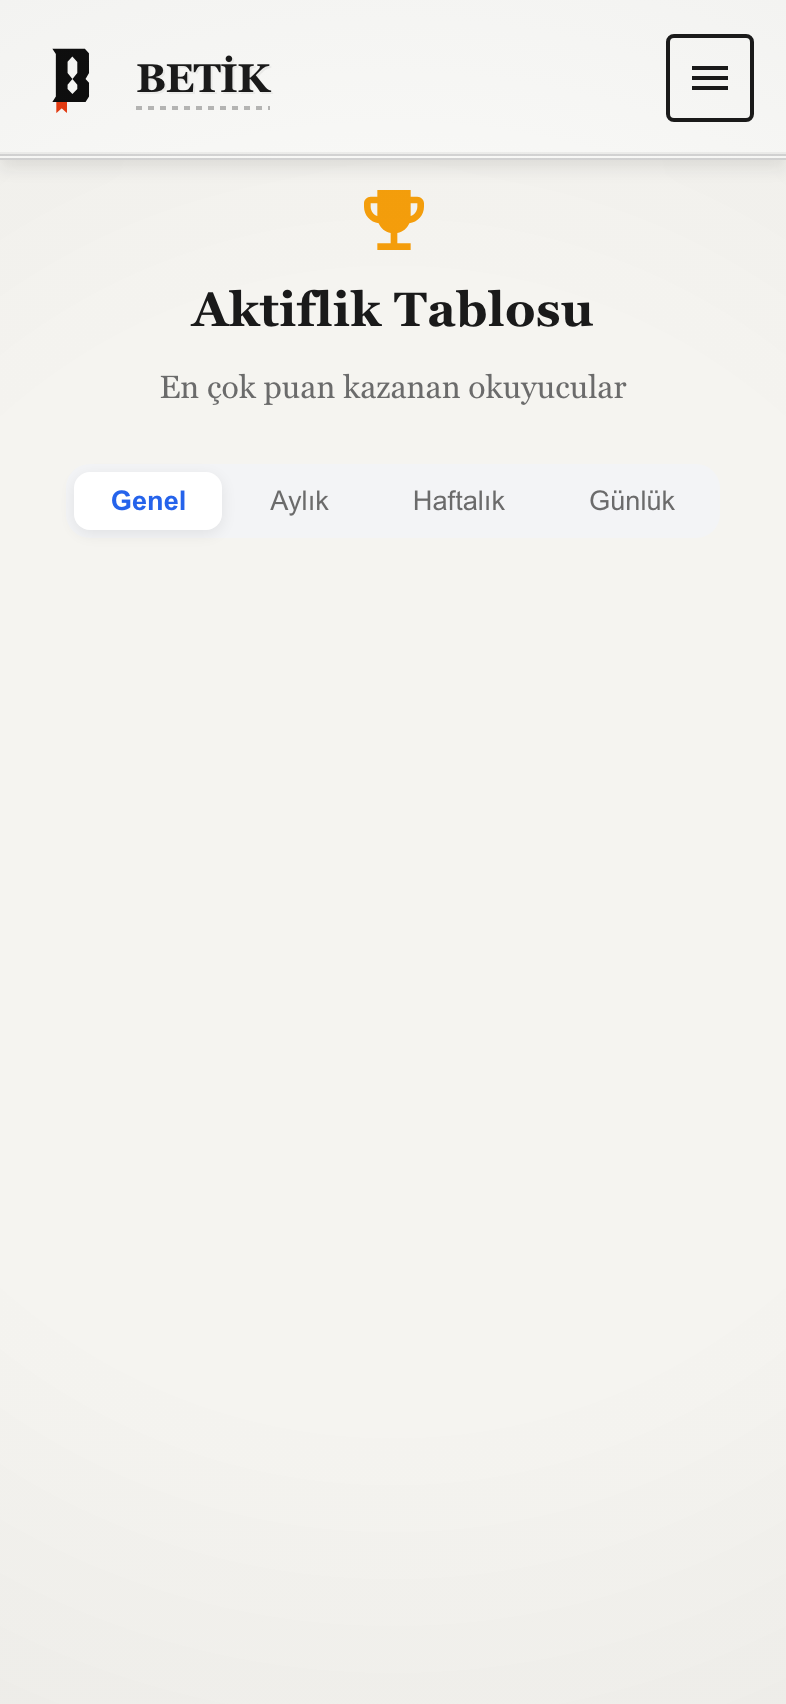 BETİK
Aktiflik Tablosu
En çok puan kazanan okuyucular
Genel Aylık Haftalık Günlük